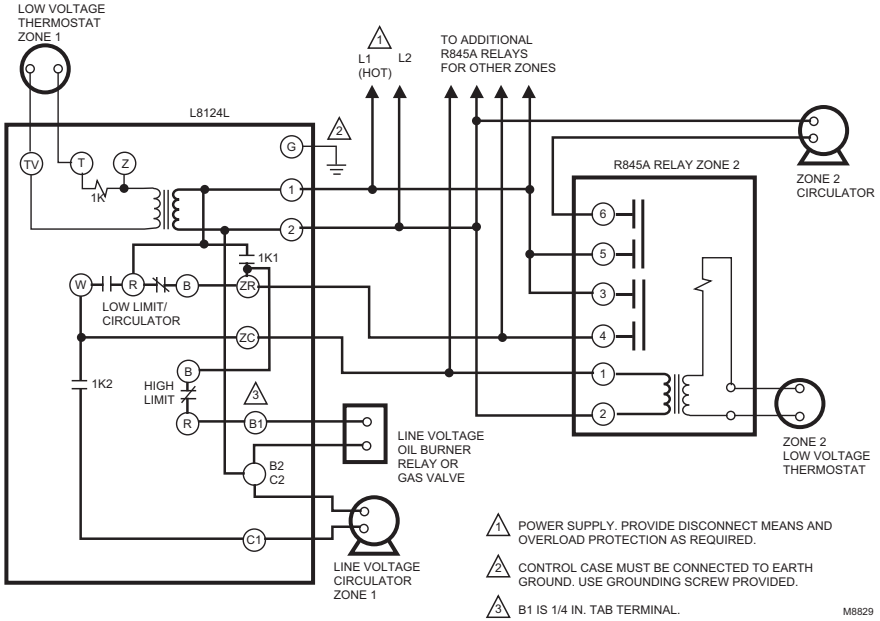 LOW VOLTAGE
THERMOSTAT
ZONE 1
L8124L
1
L1
(HOT)
L2
TO ADDITIONAL
R845A RELAYS
FOR OTHER ZONES
2
G
TV
T
Z
1K
1
2
1K1
W
R
B
ZR
LOW LIMIT/
CIRCULATOR
ZC
1K2
B
HIGH
LIMIT
R
3
B1
B2
C2
C1
LINE VOLTAGE
OIL BURNER
RELAY OR
GAS VALVE
LINE VOLTAGE
CIRCULATOR
ZONE 1
R845A RELAY ZONE 2
6
5
3
4
1
2
ZONE 2
CIRCULATOR
ZONE 2
LOW VOLTAGE
THERMOSTAT
1 POWER SUPPLY. PROVIDE DISCONNECT MEANS AND
OVERLOAD PROTECTION AS REQUIRED.
2 CONTROL CASE MUST BE CONNECTED TO EARTH
GROUND. USE GROUNDING SCREW PROVIDED.
3 B1 IS 1/4 IN. TAB TERMINAL.
M8829